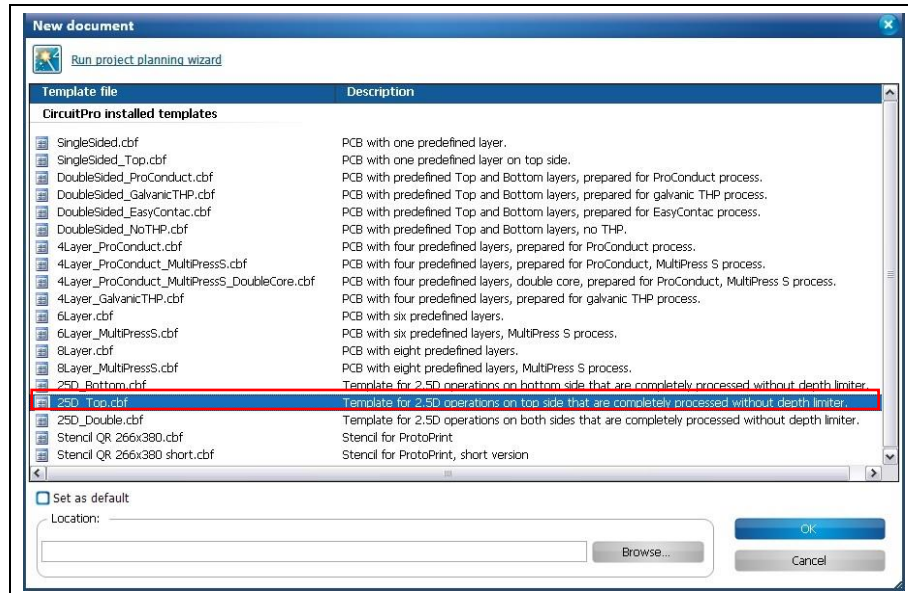 New document
Run project planning wizard
Template file Description
CircuitPro installed templates
SingleSided.cbf PCB with one predefined layer.
SingleSided_Top.cbf PCB with one predefined layer on top side.
DoubleSided_ProConduct.cbf PCB with predefined Top and Bottom layers, prepared for ProConduct process.
DoubleSided_GalvanicTHP.cbf PCB with predefined Top and Bottom layers, prepared for galvanic THP process.
DoubleSided_EasyContac.cbf PCB with predefined Top and Bottom layers, prepared for EasyContac process.
DoubleSided_NoTHP.cbf PCB with predefined Top and Bottom layers, no THP.
4Layer_ProConduct.cbf PCB with four predefined layers, prepared for ProConduct process.
4Layer_ProConduct_MultiPressS.cbf PCB with four predefined layers, prepared for ProConduct, MultiPress S process.
4Layer_ProConduct_MultiPressS_DoubleCore.cbf PCB with four predefined layers, double core, prepared for ProConduct, MultiPress S process.
4Layer_GalvanicTHP.cbf PCB with four predefined layers, prepared for galvanic THP process.
6Layer.cbf PCB with six predefined layers.
6Layer_MultiPressS.cbf PCB with six predefined layers, MultiPress S process.
8Layer.cbf PCB with eight predefined layers.
8Layer_MultiPressS.cbf PCB with eight predefined layers, MultiPress S process.
25D_Bottom.cbf Template for 2.5D operations on bottom side that are completely processed without depth limiter.
25D_Top.cbf Template for 2.5D operations on top side that are completely processed without depth limiter.
25D_Double.cbf Template for 2.5D operations on both sides that are completely processed without depth limiter.
Stencil QR 266x380.cbf Stencil for ProtoPrint
Stencil QR 266x380 short.cbf Stencil for ProtoPrint, short version
Set as default
Location:
Browse...
OK
Cancel